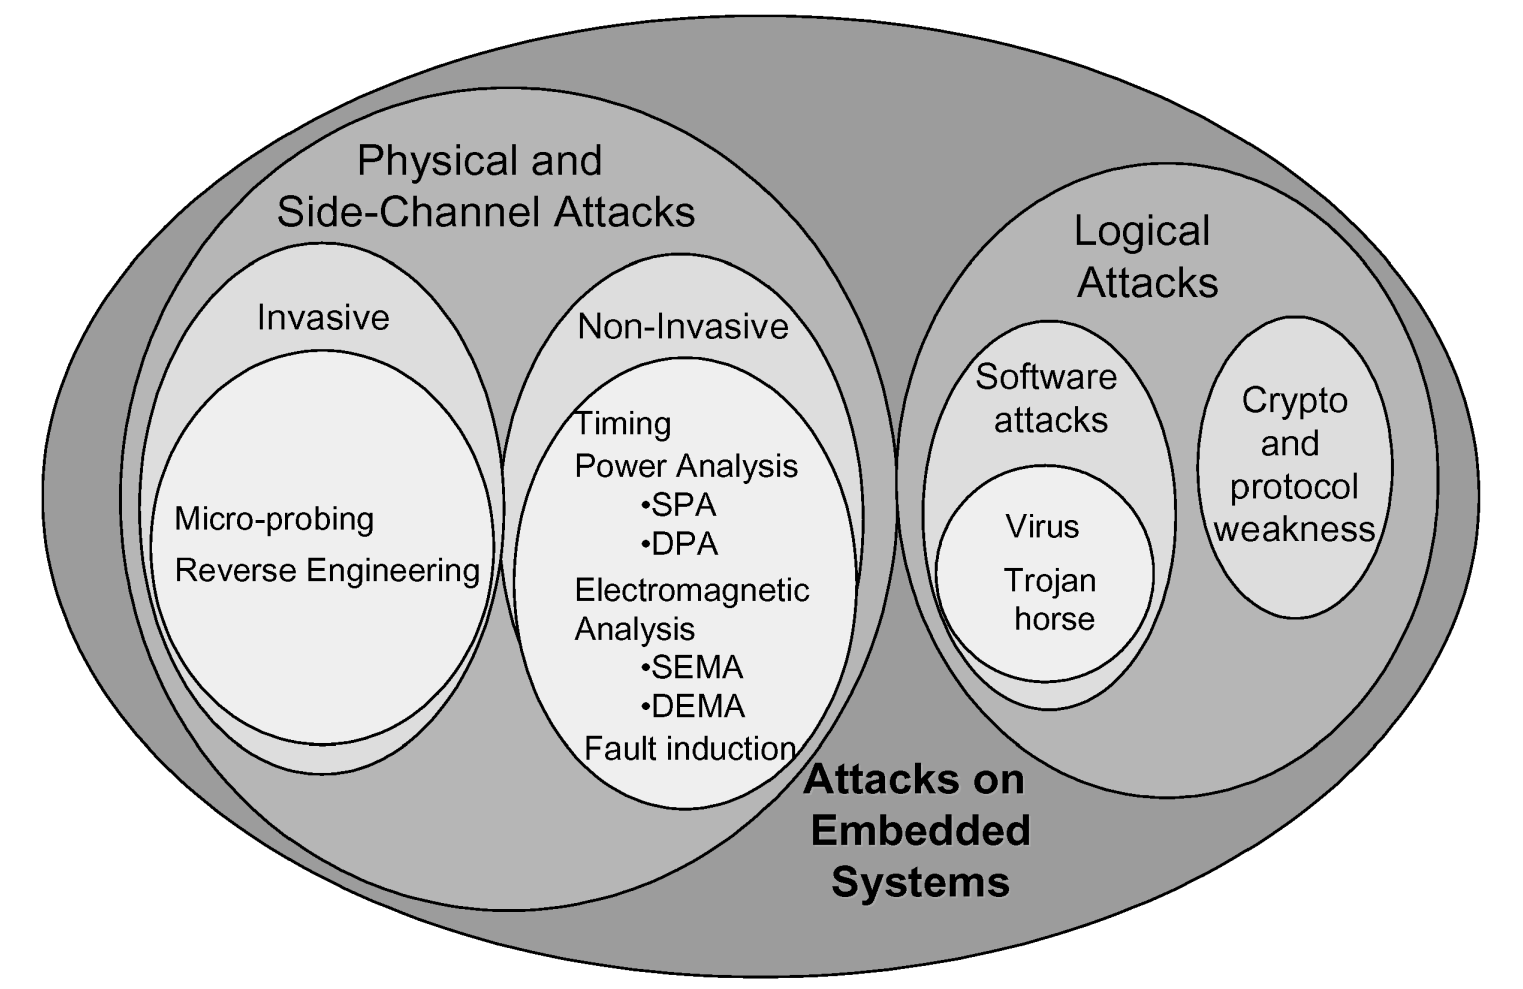 Physical and
Side-Channel Attacks
Invasive
Micro-probing
Reverse Engineering
Non-Invasive
Timing
Power Analysis
•SPA
•DPA
Electromagnetic
Analysis
•SEMA
•DEMA
Fault induction
Logical
Attacks
Software
attacks
Virus
Trojan
horse
Crypto
and
protocol
weakness
Attacks on
Embedded
Systems